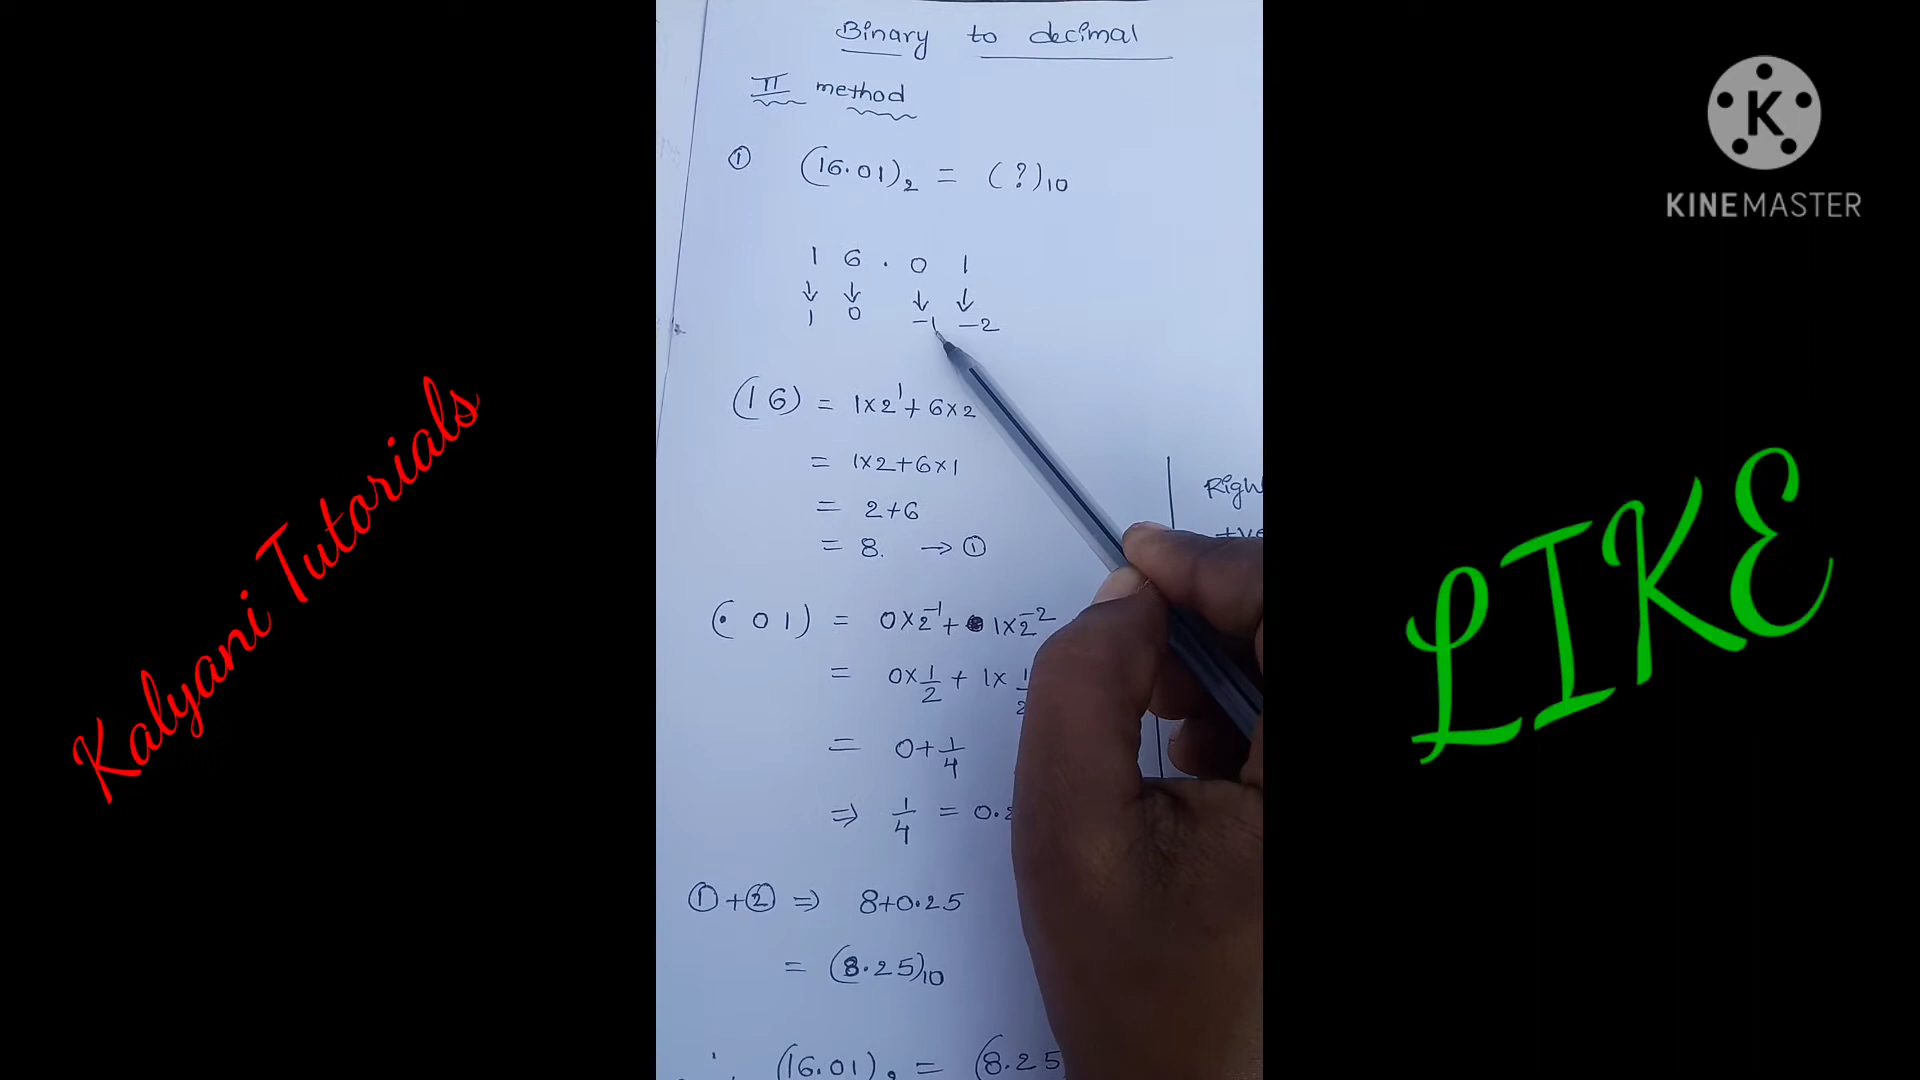 Binary to decimal
II method
① (16.01)₂ = (?)₁₀
1 6 . 0 1
↓ ↓ ↓ ↓
1 0 -1 -2
(16) = 1×2¹ + 6×2
= 1×2+6×1
= 2+6
= 8. → ①
(.01) = 0×2⁻¹ + 1×2⁻²
= 0×1/2 + 1×
= 0+1/4
⇒ 1/4 = 0.2
①+② ⇒ 8+0.25
= (8.25)₁₀
(16.01)₂ = (8.25
+ve
Kalyani Tutorials
K
KINEMASTER
LIKE